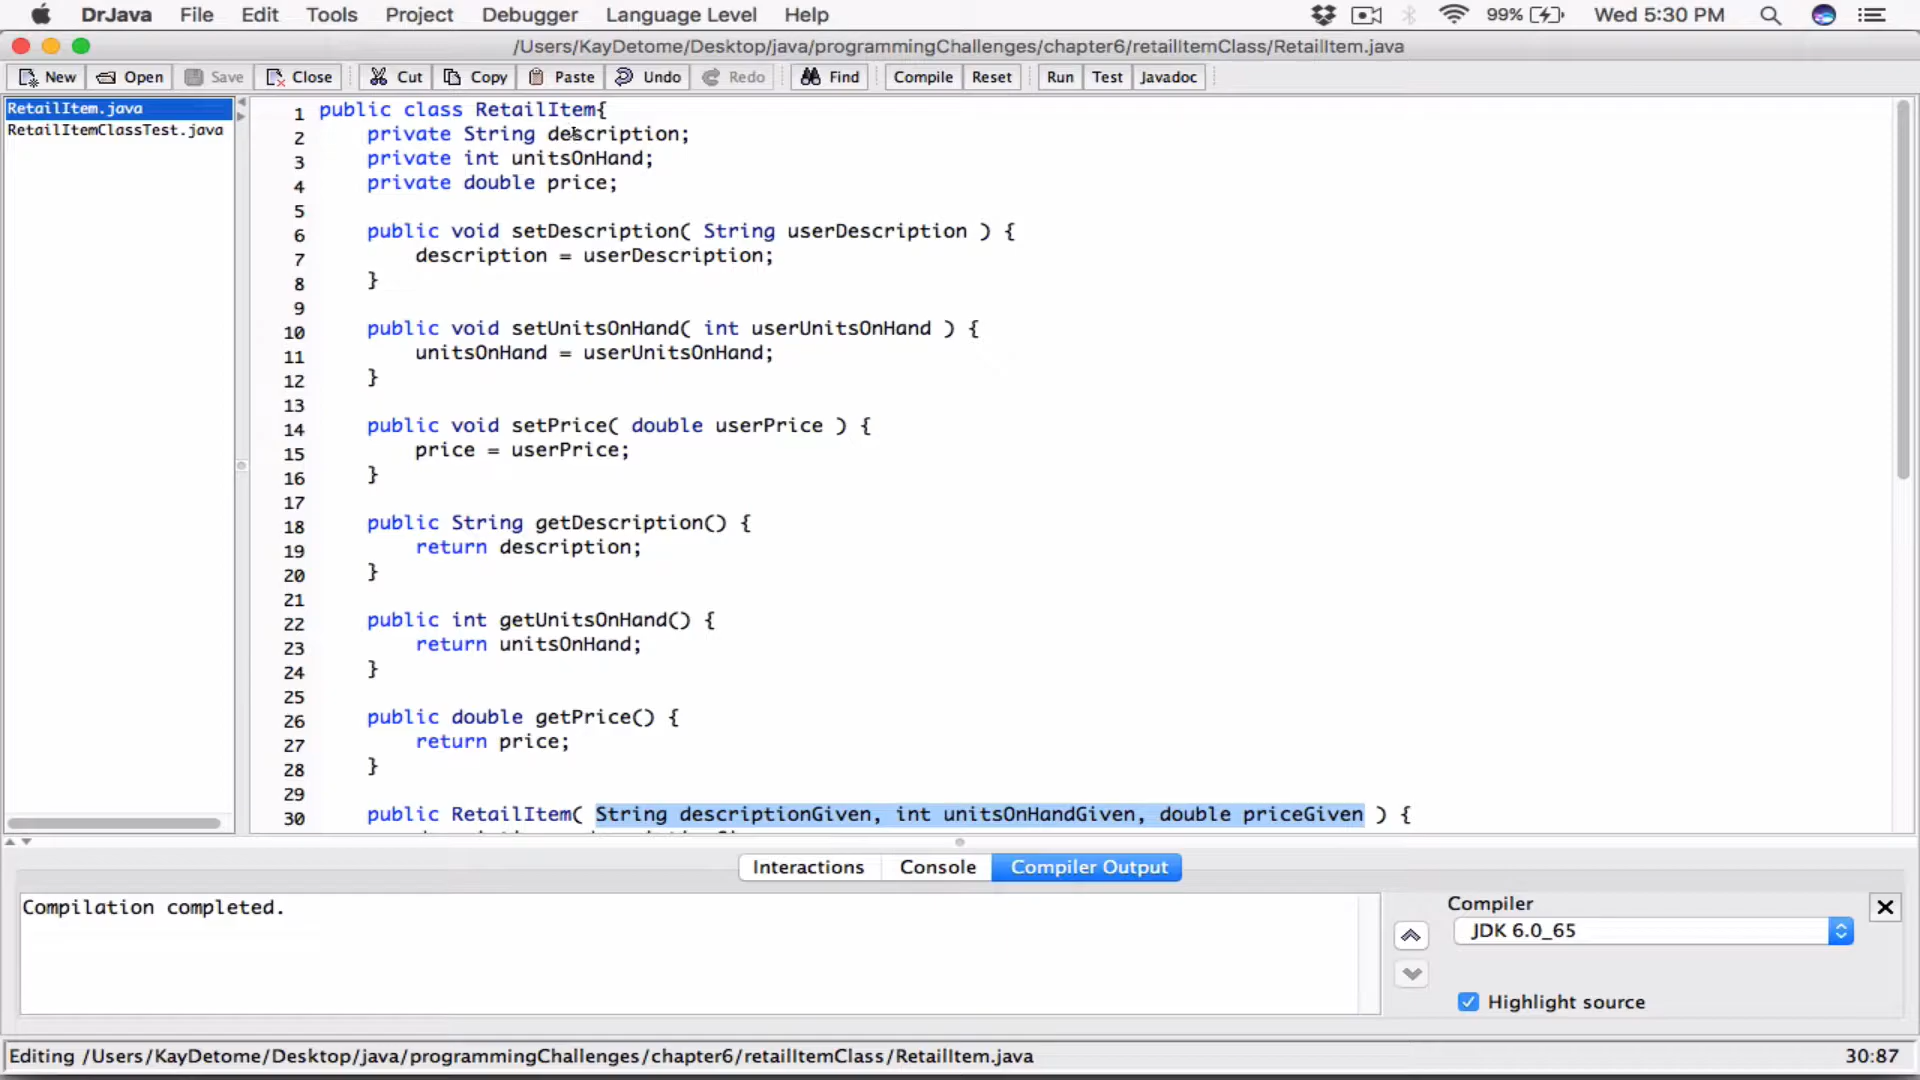 DrJava File Edit Tools Project Debugger Language Level Help 99% Wed 5:30 PM
/Users/KayDetome/Desktop/java/programmingChallenges/chapter6/retailItemClass/RetailItem.java
New Open Save Close Cut Copy Paste Undo Redo Find Compile Reset Run Test Javadoc
RetailItem.java
RetailItemClassTest.java
1 public class RetailItem{
2 private String description;
3 private int unitsOnHand;
4 private double price;
5
6 public void setDescription( String userDescription ) {
7 description = userDescription;
8 }
9
10 public void setUnitsOnHand( int userUnitsOnHand ) {
11 unitsOnHand = userUnitsOnHand;
12 }
13
14 public void setPrice( double userPrice ) {
15 price = userPrice;
16 }
17
18 public String getDescription() {
19 return description;
20 }
21
22 public int getUnitsOnHand() {
23 return unitsOnHand;
24 }
25
26 public double getPrice() {
27 return price;
28 }
29
30 public RetailItem( String descriptionGiven, int unitsOnHandGiven, double priceGiven ) {
Interactions Console Compiler Output
Compilation completed.
Compiler
JDK 6.0_65
Highlight source
Editing /Users/KayDetome/Desktop/java/programmingChallenges/chapter6/retailItemClass/RetailItem.java 30:87